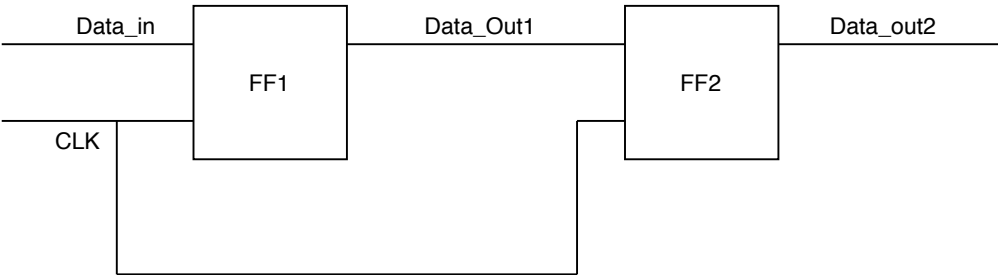 Data_in
Data_Out1
Data_out2
FF1
FF2
CLK